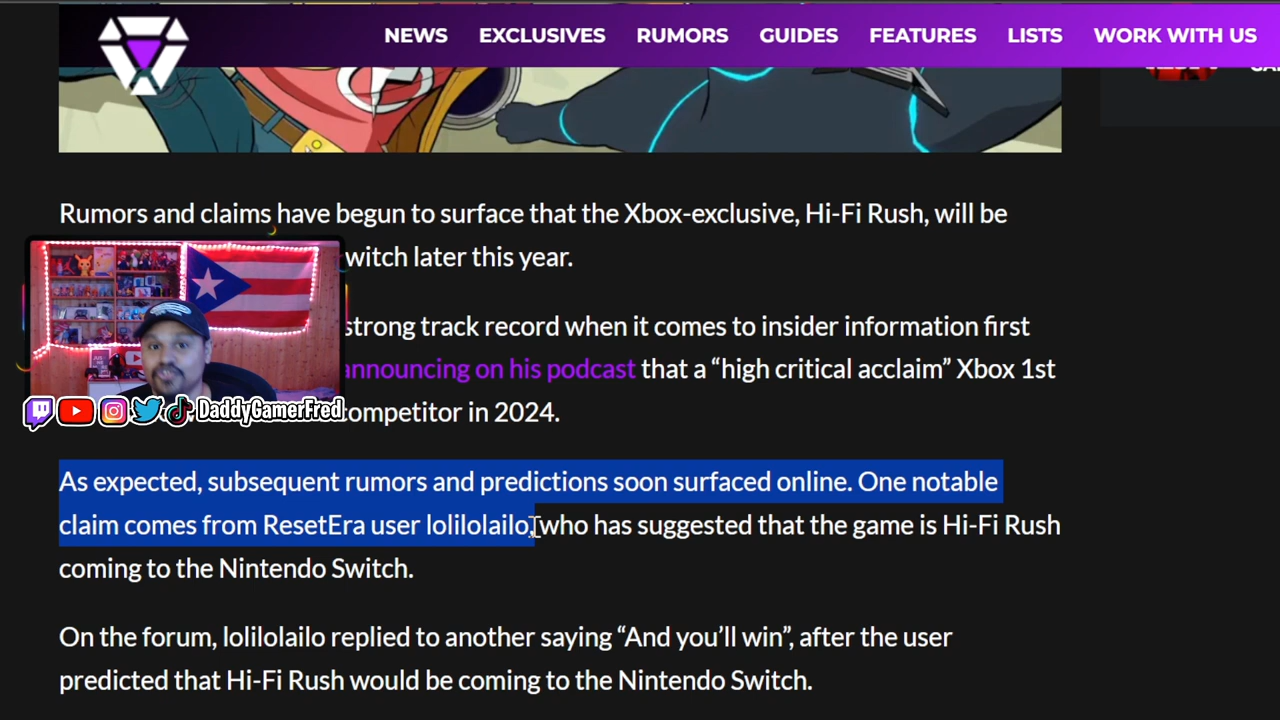 NEWS EXCLUSIVES RUMORS GUIDES FEATURES LISTS WORK WITH US
Rumors and claims have begun to surface that the Xbox-exclusive, Hi-Fi Rush, will be
witch later this year.
strong track record when it comes to insider information first
announcing on his podcast that a “high critical acclaim” Xbox 1st
competitor in 2024.
DaddyGamerFred
As expected, subsequent rumors and predictions soon surfaced online. One notable
claim comes from ResetEra user lolilolailo, who has suggested that the game is Hi-Fi Rush
coming to the Nintendo Switch.
On the forum, lolilolailo replied to another saying “And you’ll win”, after the user
predicted that Hi-Fi Rush would be coming to the Nintendo Switch.